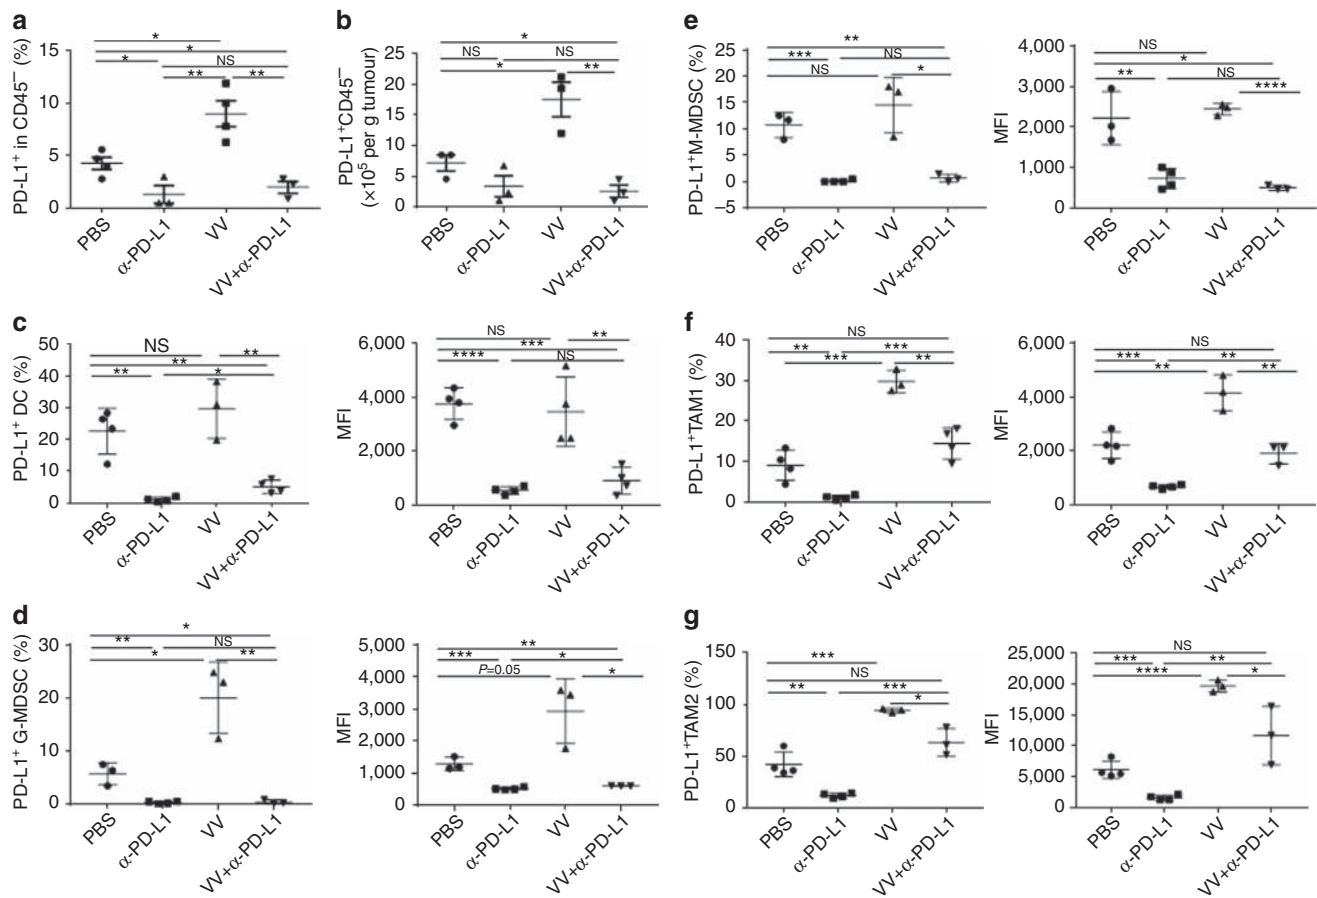 a
PD-L1⁺ in CD45⁻ (%)
15
10
5
0
*
*
*
NS
**
**
PBS
α-PD-L1
VV
VV+α-PD-L1
b
PD-L1⁺CD45⁻
(×10⁵ per g tumour)
25
20
15
10
5
0
*
NS
NS
*
**
PBS
α-PD-L1
VV
VV+α-PD-L1
e
PD-L1⁺M-MDSC (%)
25
20
15
10
5
0
–5
**
***
NS
NS
*
PBS
α-PD-L1
VV
VV+α-PD-L1
MFI
4,000
3,000
2,000
1,000
0
NS
*
**
NS
****
PBS
α-PD-L1
VV
VV+α-PD-L1
c
PD-L1⁺ DC (%)
50
40
30
20
10
0
NS
**
**
**
*
PBS
α-PD-L1
VV
VV+α-PD-L1
MFI
6,000
4,000
2,000
0
NS
**
***
****
NS
PBS
α-PD-L1
VV
VV+α-PD-L1
f
PD-L1⁺TAM1 (%)
40
30
20
10
0
NS
**
***
***
**
PBS
α-PD-L1
VV
VV+α-PD-L1
MFI
6,000
4,000
2,000
0
NS
***
**
**
**
PBS
α-PD-L1
VV
VV+α-PD-L1
d
PD-L1⁺ G-MDSC (%)
30
20
10
0
*
**
NS
*
**
PBS
α-PD-L1
VV
VV+α-PD-L1
MFI
5,000
4,000
3,000
2,000
1,000
0
**
***
*
P=0.05
*
PBS
α-PD-L1
VV
VV+α-PD-L1
g
PD-L1⁺TAM2 (%)
150
100
50
0
***
NS
**
***
*
PBS
α-PD-L1
VV
VV+α-PD-L1
MFI
25,000
20,000
15,000
10,000
5,000
0
NS
***
**
****
*
PBS
α-PD-L1
VV
VV+α-PD-L1